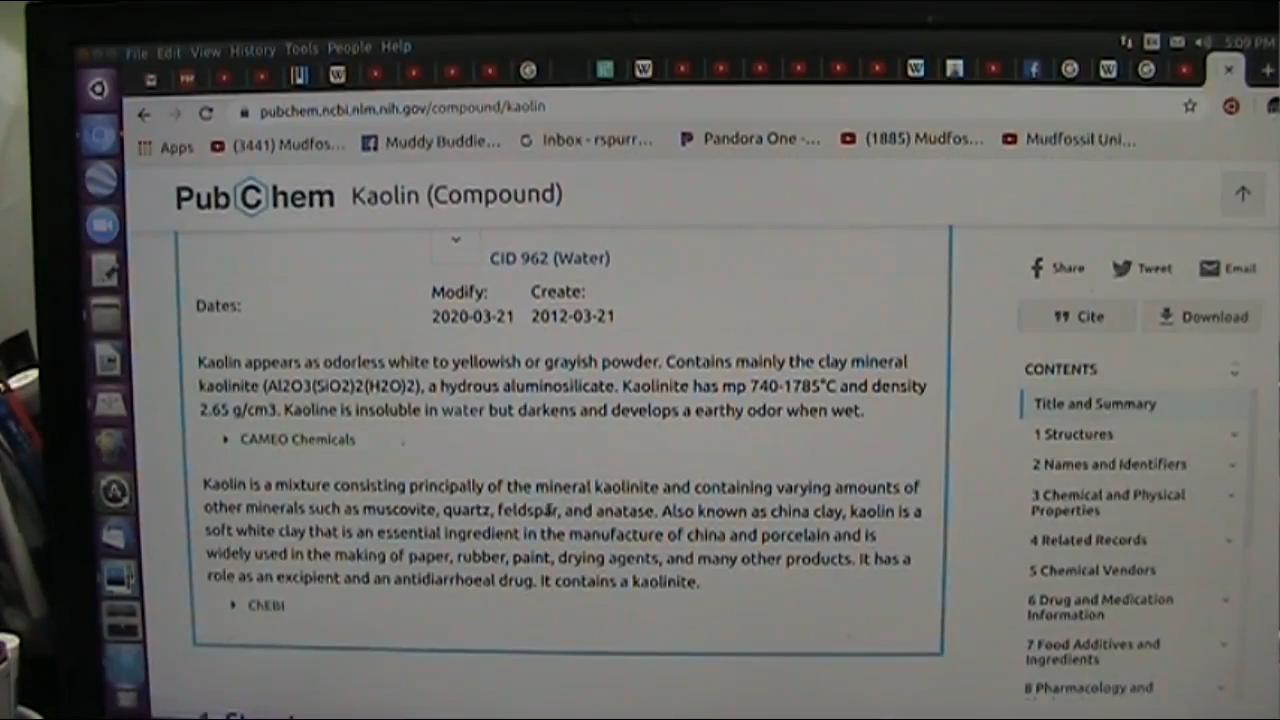 File Edit View History Tools People Help
5:09 PM
pubchem.ncbi.nlm.nih.gov/compound/kaolin
Apps (3441) Mudfos... Muddy Buddie... Inbox - rspurr... Pandora One -... (1885) Mudfos... Mudfossil Uni...
PubChem Kaolin (Compound)
CID 962 (Water)
Modify: Create:
Dates:
2020-03-21 2012-03-21
Kaolin appears as odorless white to yellowish or grayish powder. Contains mainly the clay mineral
kaolinite (Al2O3(SiO2)2(H2O)2), a hydrous aluminosilicate. Kaolinite has mp 740-1785°C and density
2.65 g/cm3. Kaoline is insoluble in water but darkens and develops a earthy odor when wet.
CAMEO Chemicals
Kaolin is a mixture consisting principally of the mineral kaolinite and containing varying amounts of
other minerals such as muscovite, quartz, feldspar, and anatase. Also known as china clay, kaolin is a
soft white clay that is an essential ingredient in the manufacture of china and porcelain and is
widely used in the making of paper, rubber, paint, drying agents, and many other products. It has a
role as an excipient and an antidiarrhoeal drug. It contains a kaolinite.
ChEBI
Share Tweet Email
Cite Download
CONTENTS
Title and Summary
1 Structures
2 Names and Identifiers
3 Chemical and Physical
Properties
4 Related Records
5 Chemical Vendors
6 Drug and Medication
Information
7 Food Additives and
Ingredients
8 Pharmacology and